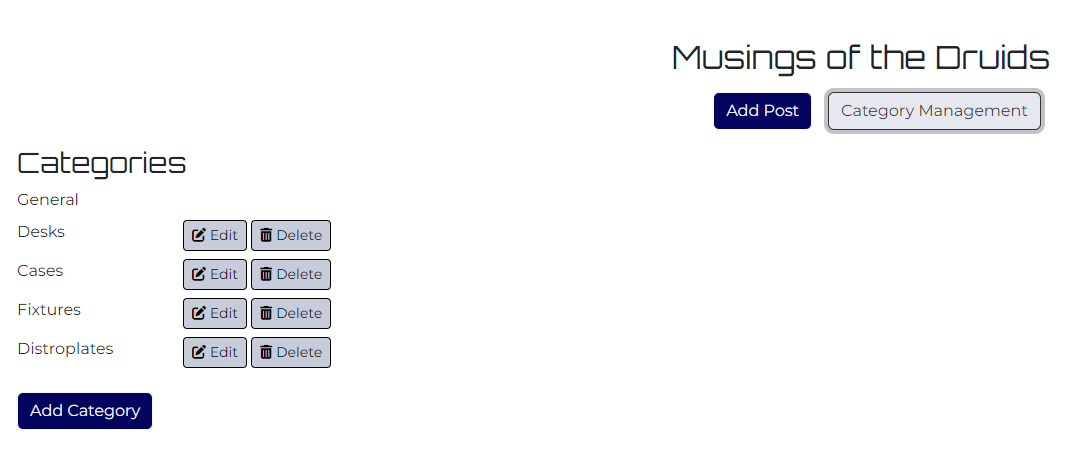 Musings of the Druids
Add Post Category Management
Categories
General
Desks Edit Delete
Cases Edit Delete
Fixtures Edit Delete
Distroplates Edit Delete
Add Category